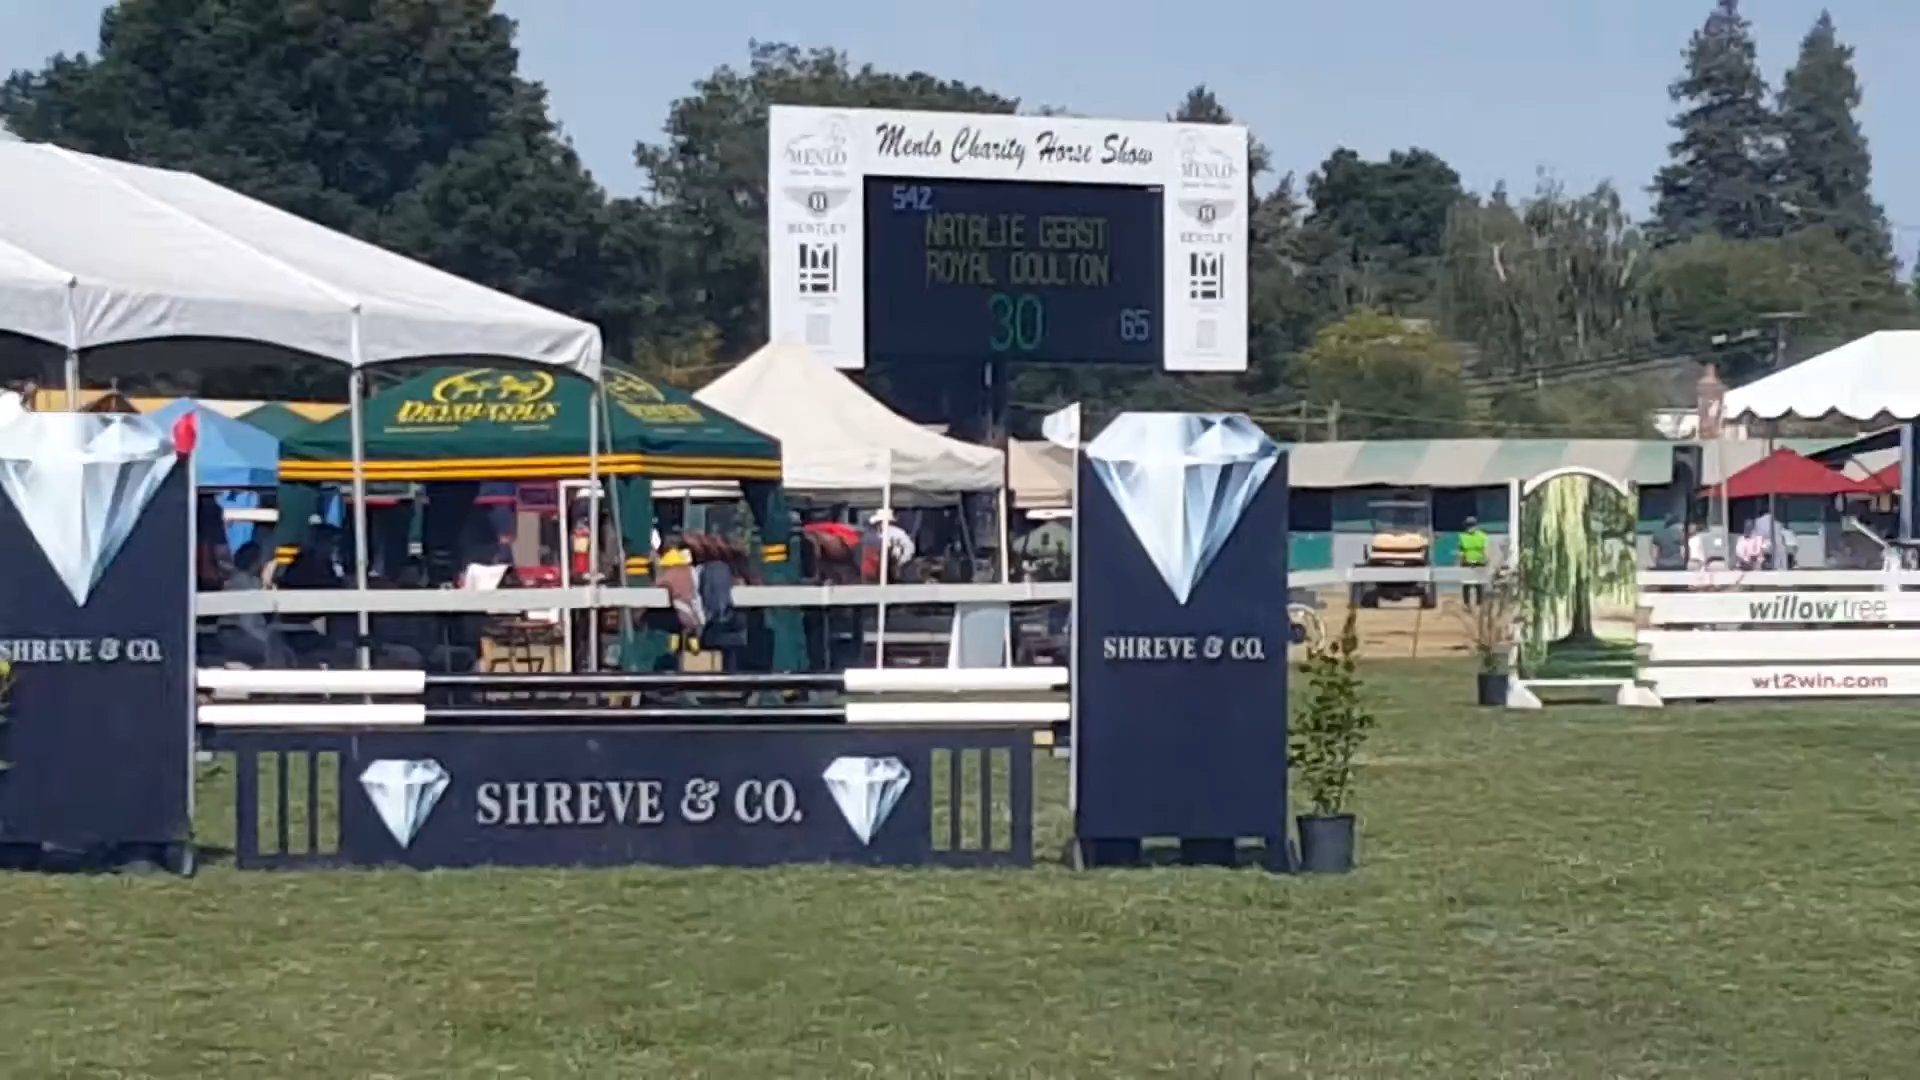 Menlo Charity Horse Show
MENLO
MENLO
BENTLEY
BENTLEY
542
NATALIE GERST
ROYAL DOULTON
30
65
DEVOUCOUX
SHREVE & CO.
SHREVE & CO.
SHREVE & CO.
willow tree
wt2win.com